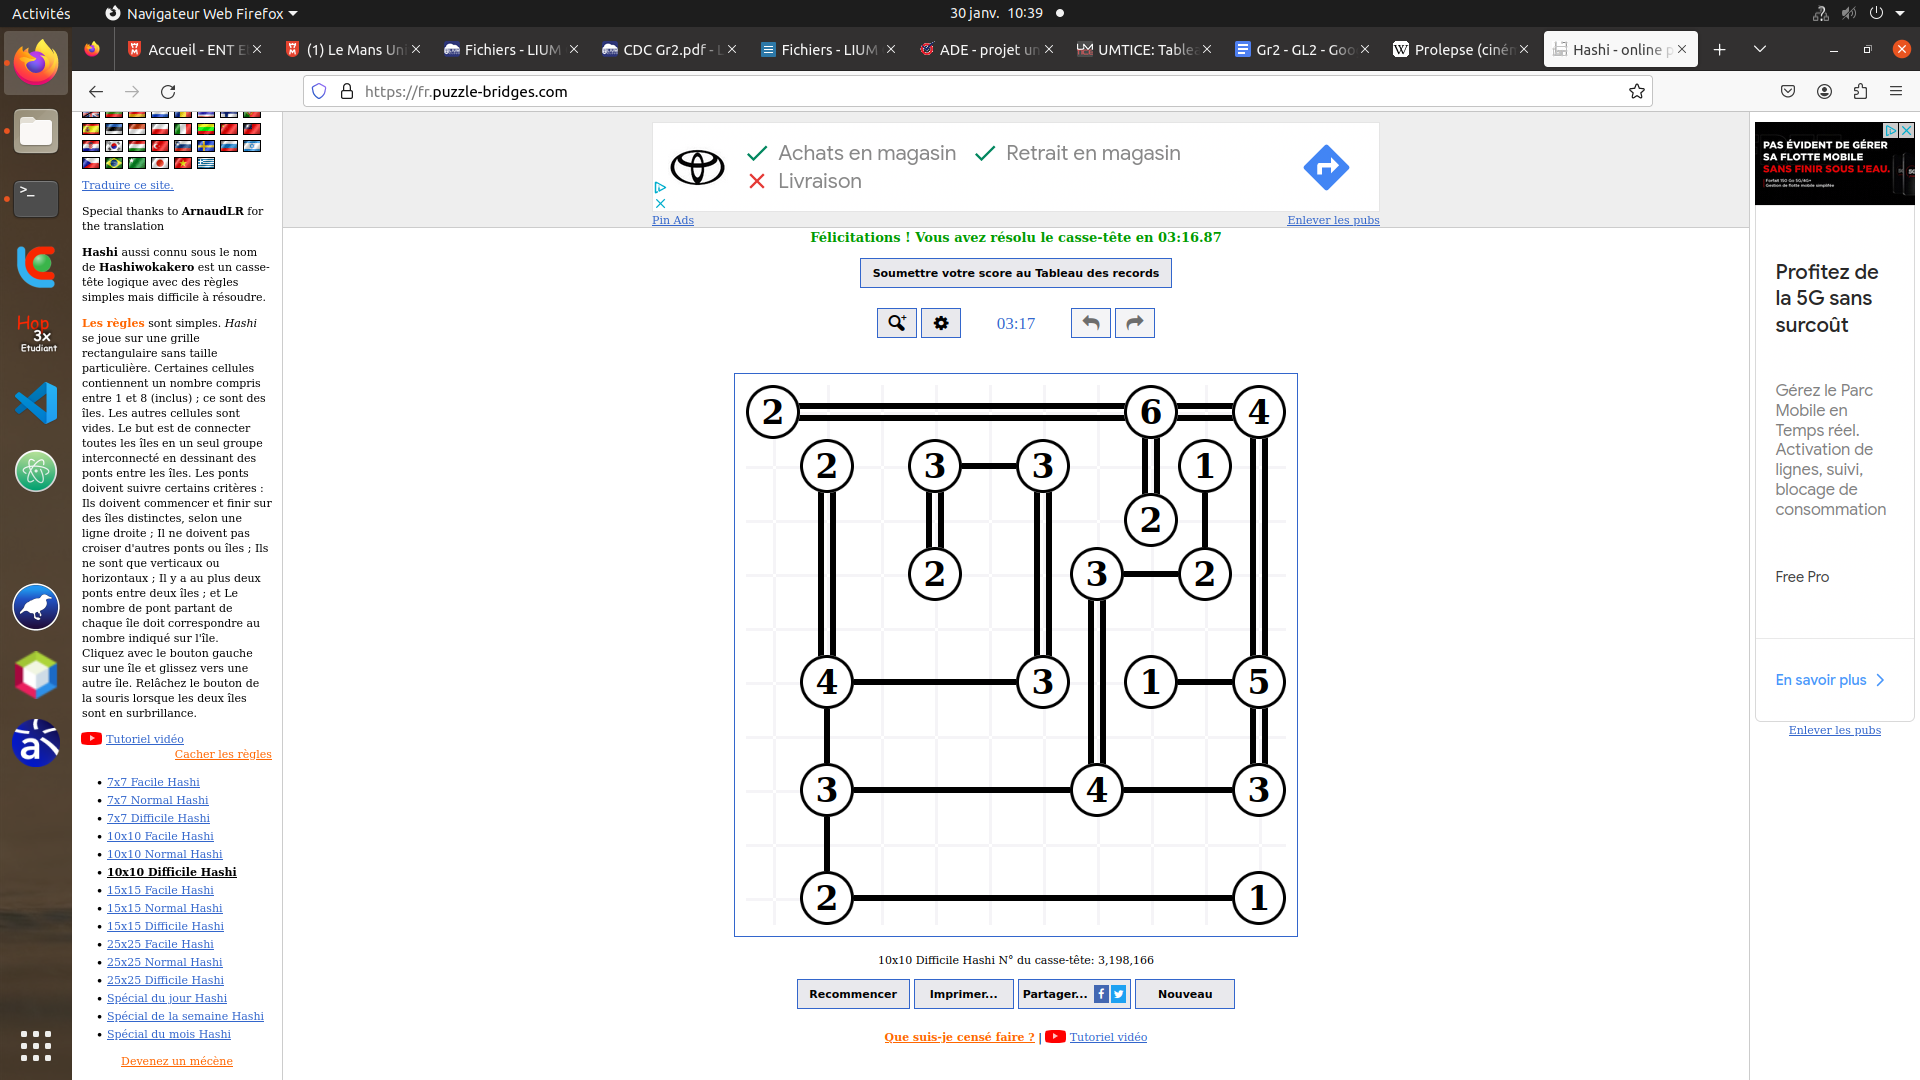 Activités
Navigateur Web Firefox
30 janv. 10:39
Accueil - ENT E
(1) Le Mans Uni
Fichiers - LIUM
CDC Gr2.pdf - L
Fichiers - LIUM
ADE - projet un
UMTICE: Tablea
Gr2 - GL2 - Goo
Prolepse (ciném
Hashi - online p
https://fr.puzzle-bridges.com
Traduire ce site.
Special thanks to ArnaudLR for
the translation
Hashi aussi connu sous le nom
de Hashiwokakero est un casse-
tête logique avec des règles
simples mais difficile à résoudre.
Les règles sont simples. Hashi
se joue sur une grille
rectangulaire sans taille
particulière. Certaines cellules
contiennent un nombre compris
entre 1 et 8 (inclus) ; ce sont des
îles. Les autres cellules sont
vides. Le but est de connecter
toutes les îles en un seul groupe
interconnecté en dessinant des
ponts entre les îles. Les ponts
doivent suivre certains critères :
Ils doivent commencer et finir sur
des îles distinctes, selon une
ligne droite ; Il ne doivent pas
croiser d'autres ponts ou îles ; Ils
ne sont que verticaux ou
horizontaux ; Il y a au plus deux
ponts entre deux îles ; et Le
nombre de pont partant de
chaque île doit correspondre au
nombre indiqué sur l'île.
Cliquez avec le bouton gauche
sur une île et glissez vers une
autre île. Relâchez le bouton de
la souris lorsque les deux îles
sont en surbrillance.
Tutoriel vidéo
Cacher les règles
7x7 Facile Hashi
7x7 Normal Hashi
7x7 Difficile Hashi
10x10 Facile Hashi
10x10 Normal Hashi
10x10 Difficile Hashi
15x15 Facile Hashi
15x15 Normal Hashi
15x15 Difficile Hashi
25x25 Facile Hashi
25x25 Normal Hashi
25x25 Difficile Hashi
Spécial du jour Hashi
Spécial de la semaine Hashi
Spécial du mois Hashi
Devenez un mécène
Hop
3x
Etudiant
Achats en magasin
Retrait en magasin
Livraison
Pin Ads
Enlever les pubs
Félicitations ! Vous avez résolu le casse-tête en 03:16.87
Soumettre votre score au Tableau des records
03:17
2 6 4
2 3 3 1
2
2 3 2
4 3 1 5
3 4 3
2 1
10x10 Difficile Hashi N° du casse-tête: 3,198,166
Recommencer
Imprimer...
Partager...
Nouveau
Que suis-je censé faire ? | Tutoriel vidéo
PAS ÉVIDENT DE GÉRER
SA FLOTTE MOBILE
SANS FINIR SOUS L'EAU.
Profitez de
la 5G sans
surcoût
Gérez le Parc
Mobile en
Temps réel.
Activation de
lignes, suivi,
blocage de
consommation
Free Pro
En savoir plus
Enlever les pubs